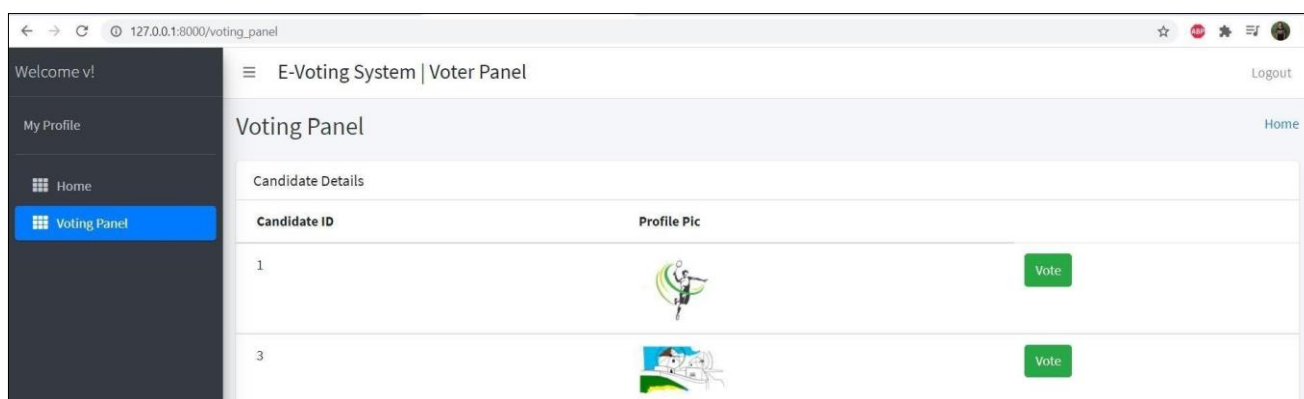 127.0.0.1:8000/voting_panel
ABP
Welcome v!
E-Voting System | Voter Panel
Logout
My Profile
Voting Panel
Home
Home
Candidate Details
Voting Panel
Candidate ID Profile Pic
1 Vote
3 Vote